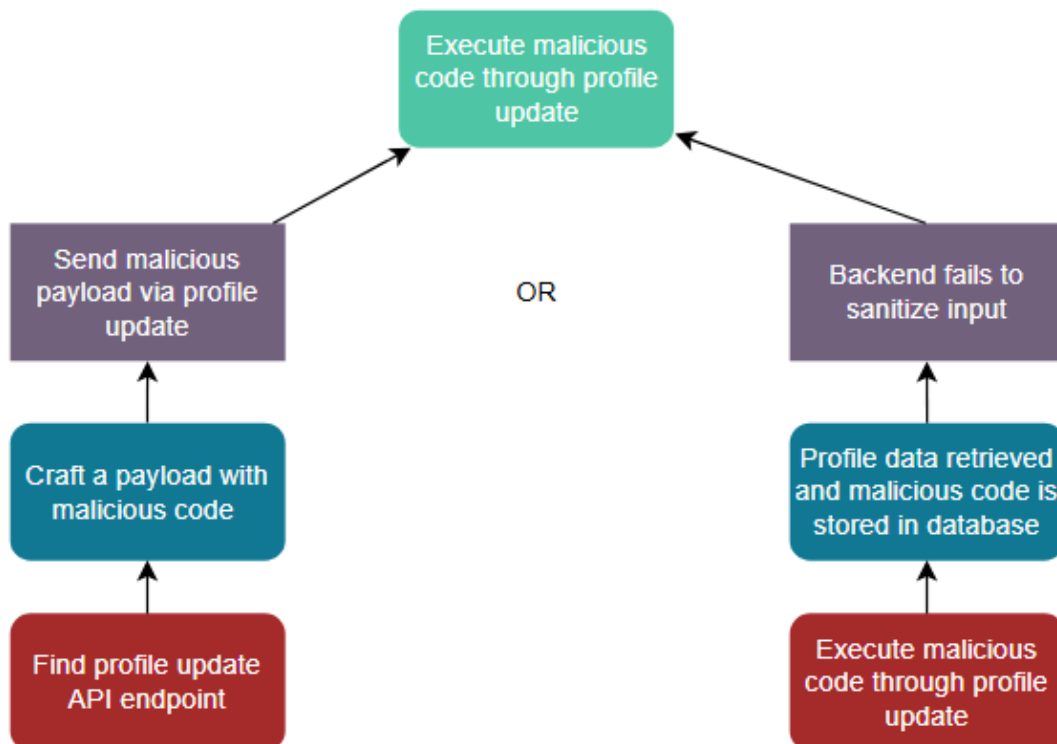 Execute malicious
code through profile
update
Send malicious
payload via profile
update
OR
Backend fails to
sanitize input
Craft a payload with
malicious code
Profile data retrieved
and malicious code is
stored in database
Find profile update
API endpoint
Execute malicious
code through profile
update